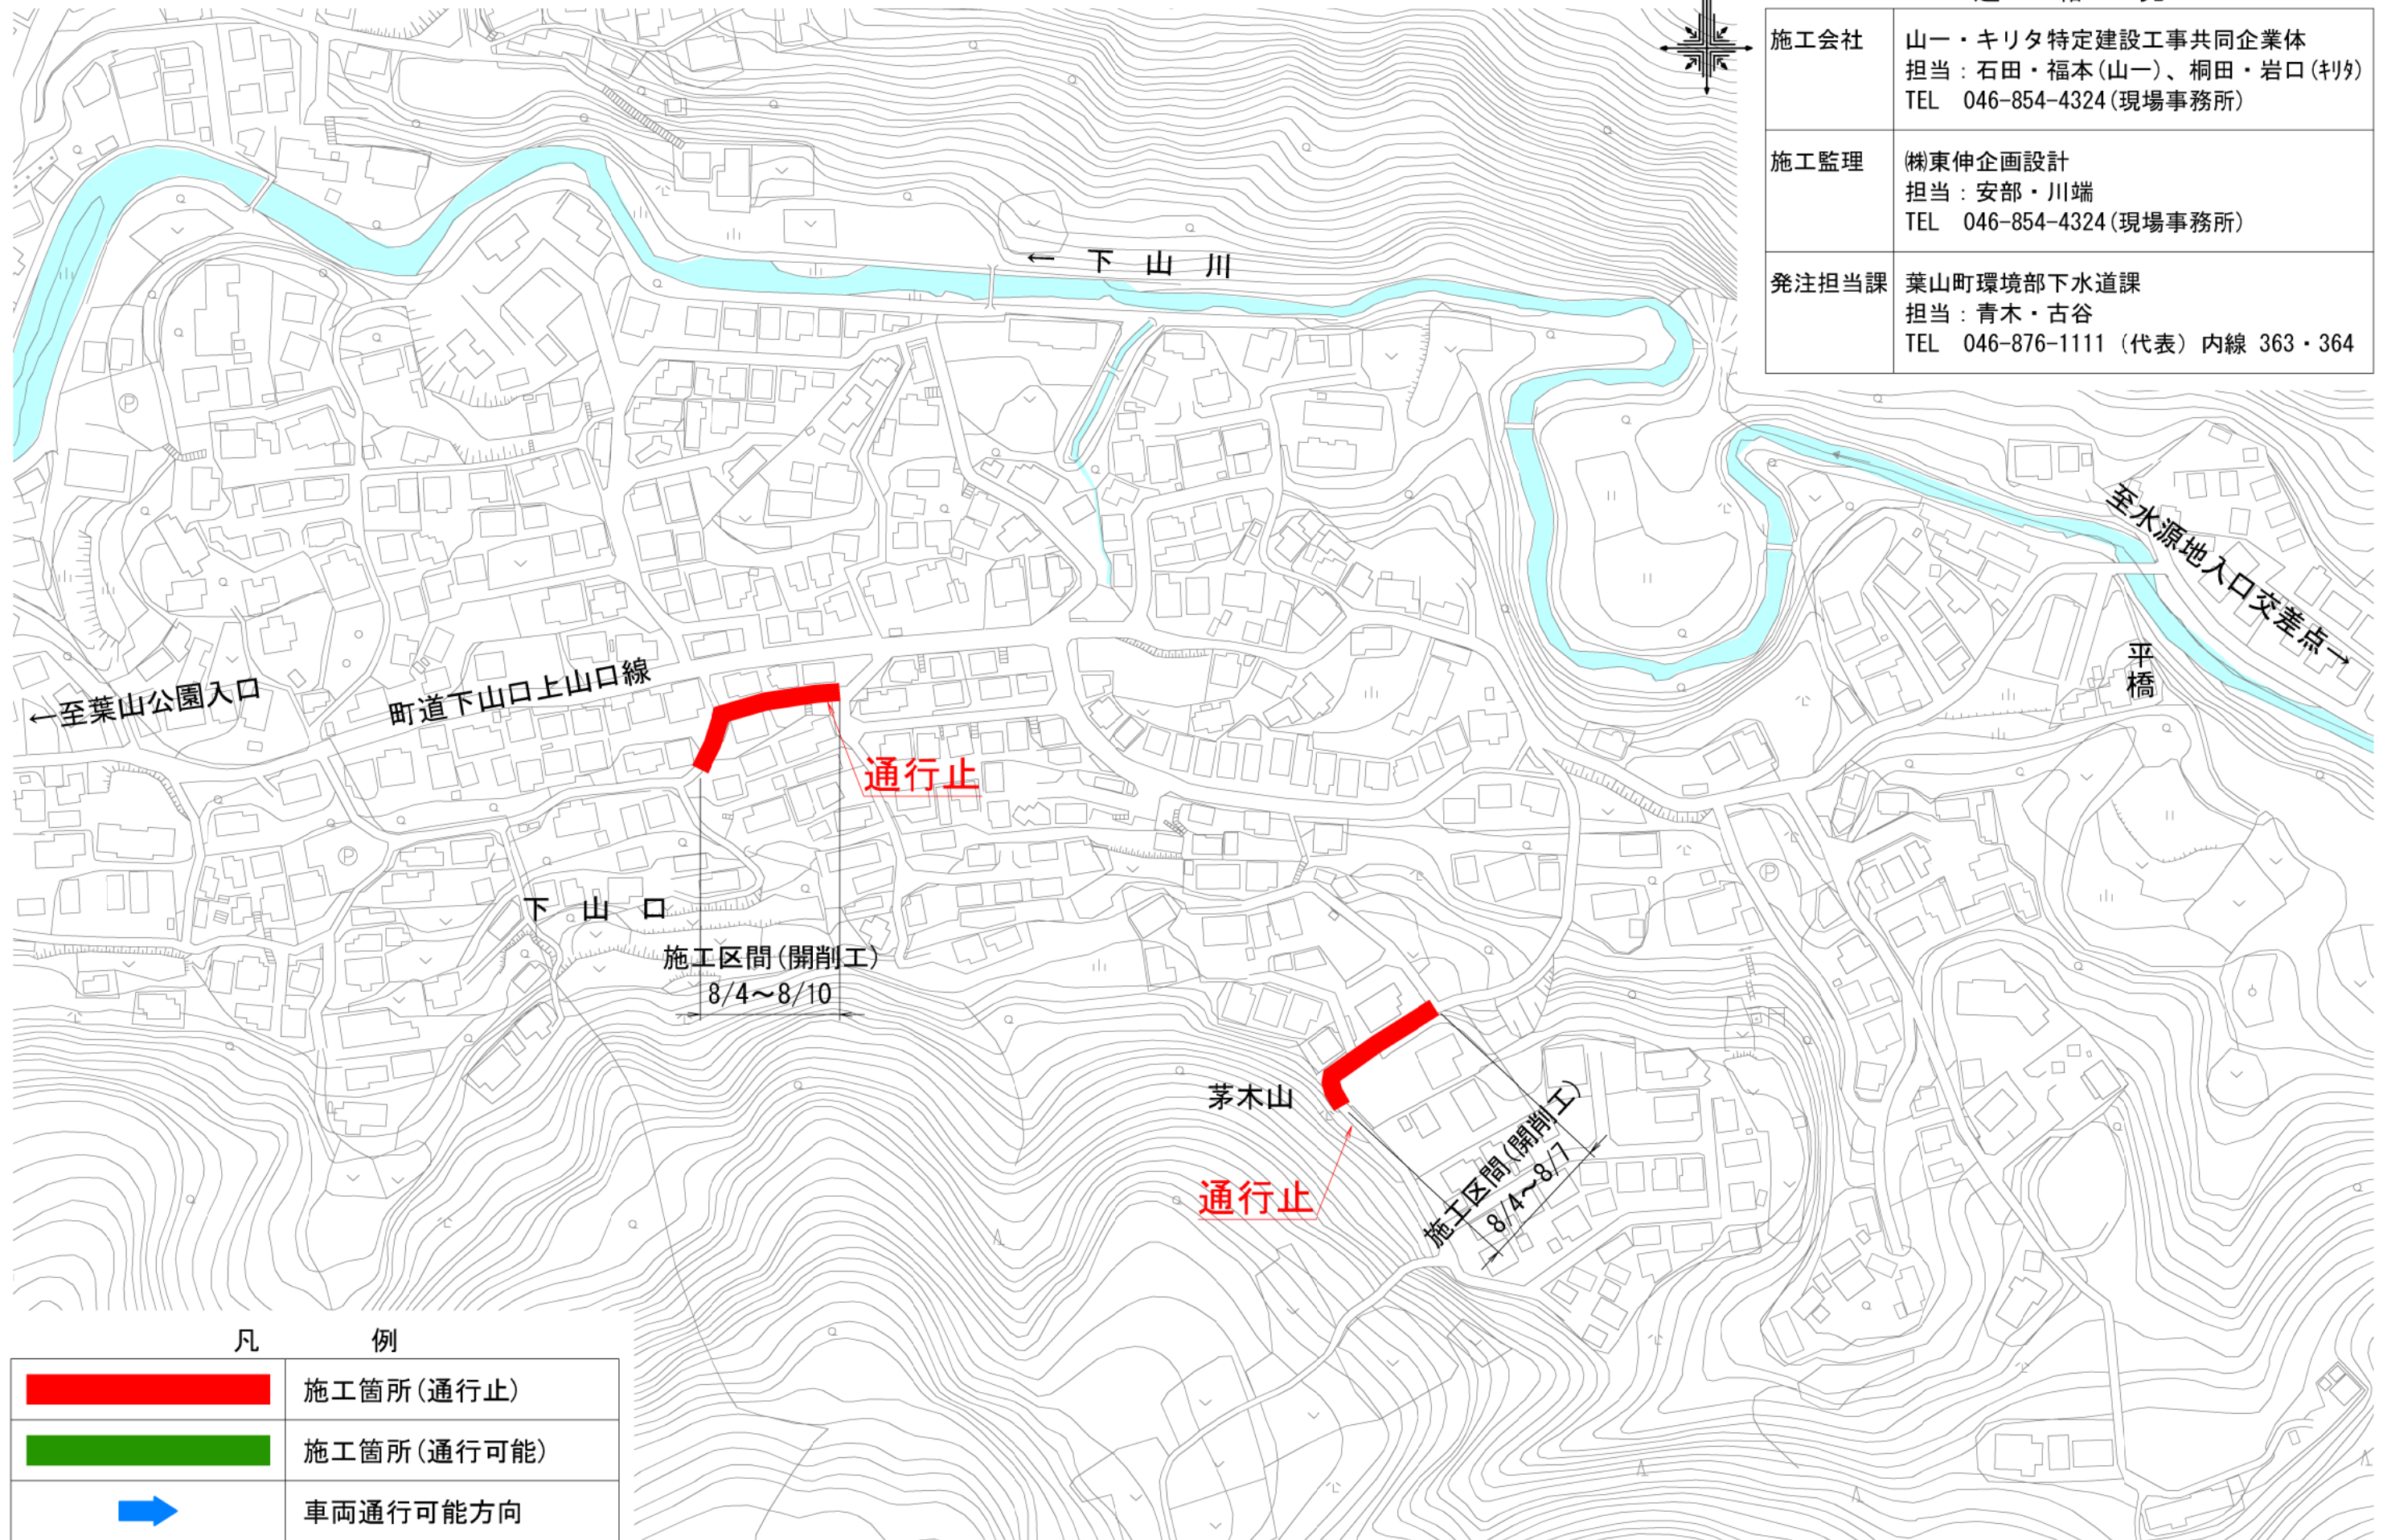 施工会社
山一・キリタ特定建設工事共同企業体
担当：石田・福本(山一)、桐田・岩口(ｷﾘﾀ)
TEL　046-854-4324(現場事務所)
施工監理
㈱東伸企画設計
担当：安部・川端
TEL　046-854-4324(現場事務所)
発注担当課
葉山町環境部下水道課
担当：青木・古谷
TEL　046-876-1111（代表）内線 363・364
←　下　山　川
至水源地入口交差点→
平橋
←至葉山公園入口
町道下山口上山口線
通行止
下　山　口
施工区間(開削工)
8/4～8/10
茅木山
通行止
施工区間(開削工)
8/4～8/7
Ⓟ
Ⓟ
Ⓟ
凡　例
施工箇所(通行止)
施工箇所(通行可能)
車両通行可能方向